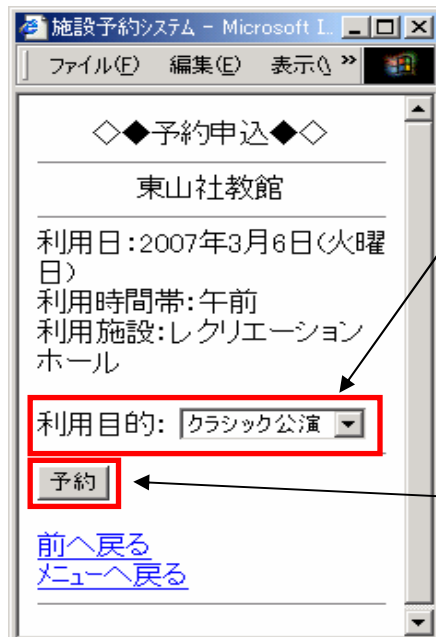 施設予約システム - Microsoft I...
ファイル(F) 編集(E) 表示(V) »
◇◆予約申込◆◇
東山社教館
利用日:2007年3月6日(火曜
日)
利用時間帯:午前
利用施設:レクリエーション
ホール
利用目的: クラシック公演
予約
前へ戻る
メニューへ戻る